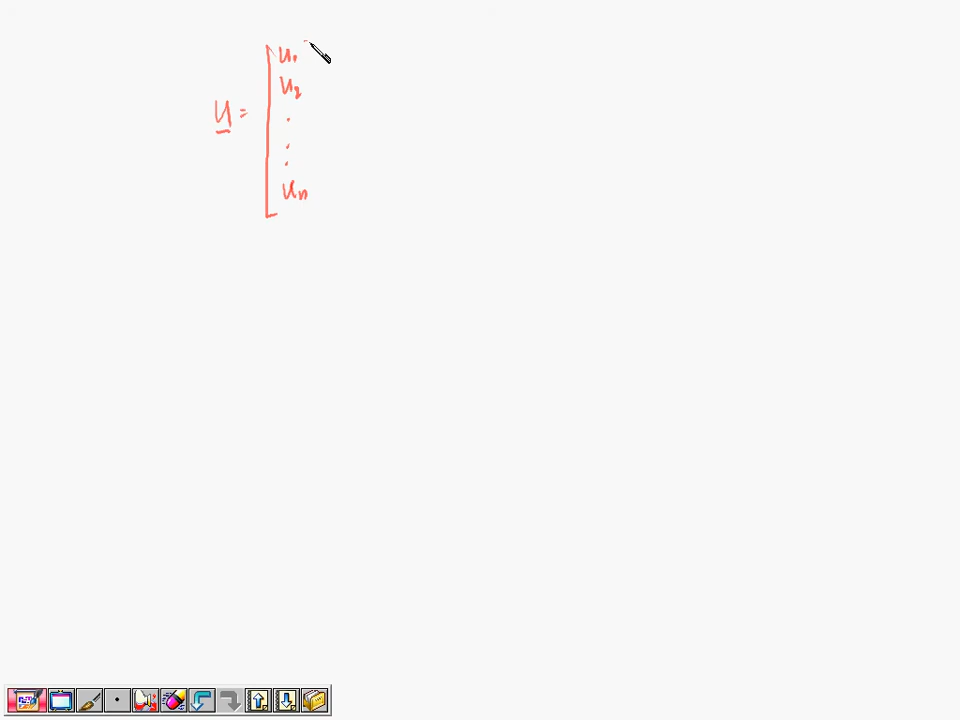 u = [ u₁
u₂
.
.
.
uₙ